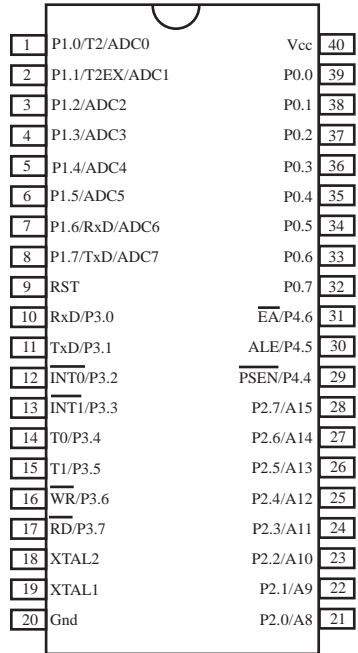 1 P1.0/T2/ADC0 Vcc 40
2 P1.1/T2EX/ADC1 P0.0 39
3 P1.2/ADC2 P0.1 38
4 P1.3/ADC3 P0.2 37
5 P1.4/ADC4 P0.3 36
6 P1.5/ADC5 P0.4 35
7 P1.6/RxD/ADC6 P0.5 34
8 P1.7/TxD/ADC7 P0.6 33
9 RST P0.7 32
10 RxD/P3.0 E̅A̅/P4.6 31
11 TxD/P3.1 ALE/P4.5 30
12 I̅N̅T̅0̅/P3.2 P̅S̅E̅N̅/P4.4 29
13 I̅N̅T̅1̅/P3.3 P2.7/A15 28
14 T0/P3.4 P2.6/A14 27
15 T1/P3.5 P2.5/A13 26
16 W̅R̅/P3.6 P2.4/A12 25
17 R̅D̅/P3.7 P2.3/A11 24
18 XTAL2 P2.2/A10 23
19 XTAL1 P2.1/A9 22
20 Gnd P2.0/A8 21